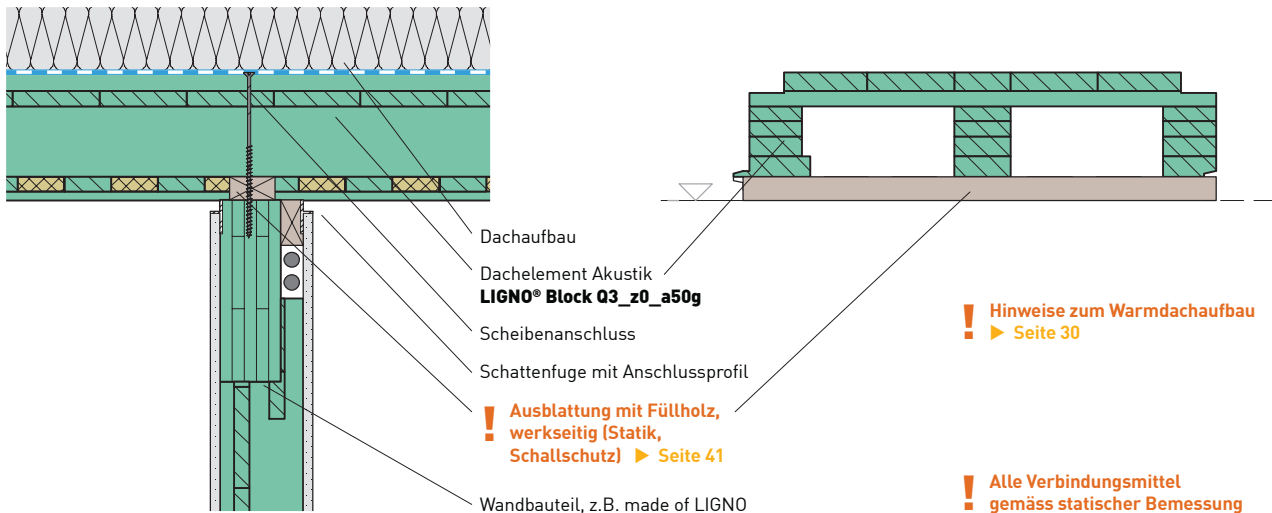 Dachaufbau
Dachelement Akustik
LIGNO® Block Q3_z0_a50g
Scheibenanschluss
Schattenfuge mit Anschlussprofil
! Ausblattung mit Füllholz,
werkseitig (Statik,
Schallschutz) ▶ Seite 41
Wandbauteil, z.B. made of LIGNO
! Hinweise zum Warmdachaufbau
▶ Seite 30
! Alle Verbindungsmittel
gemäss statischer Bemessung